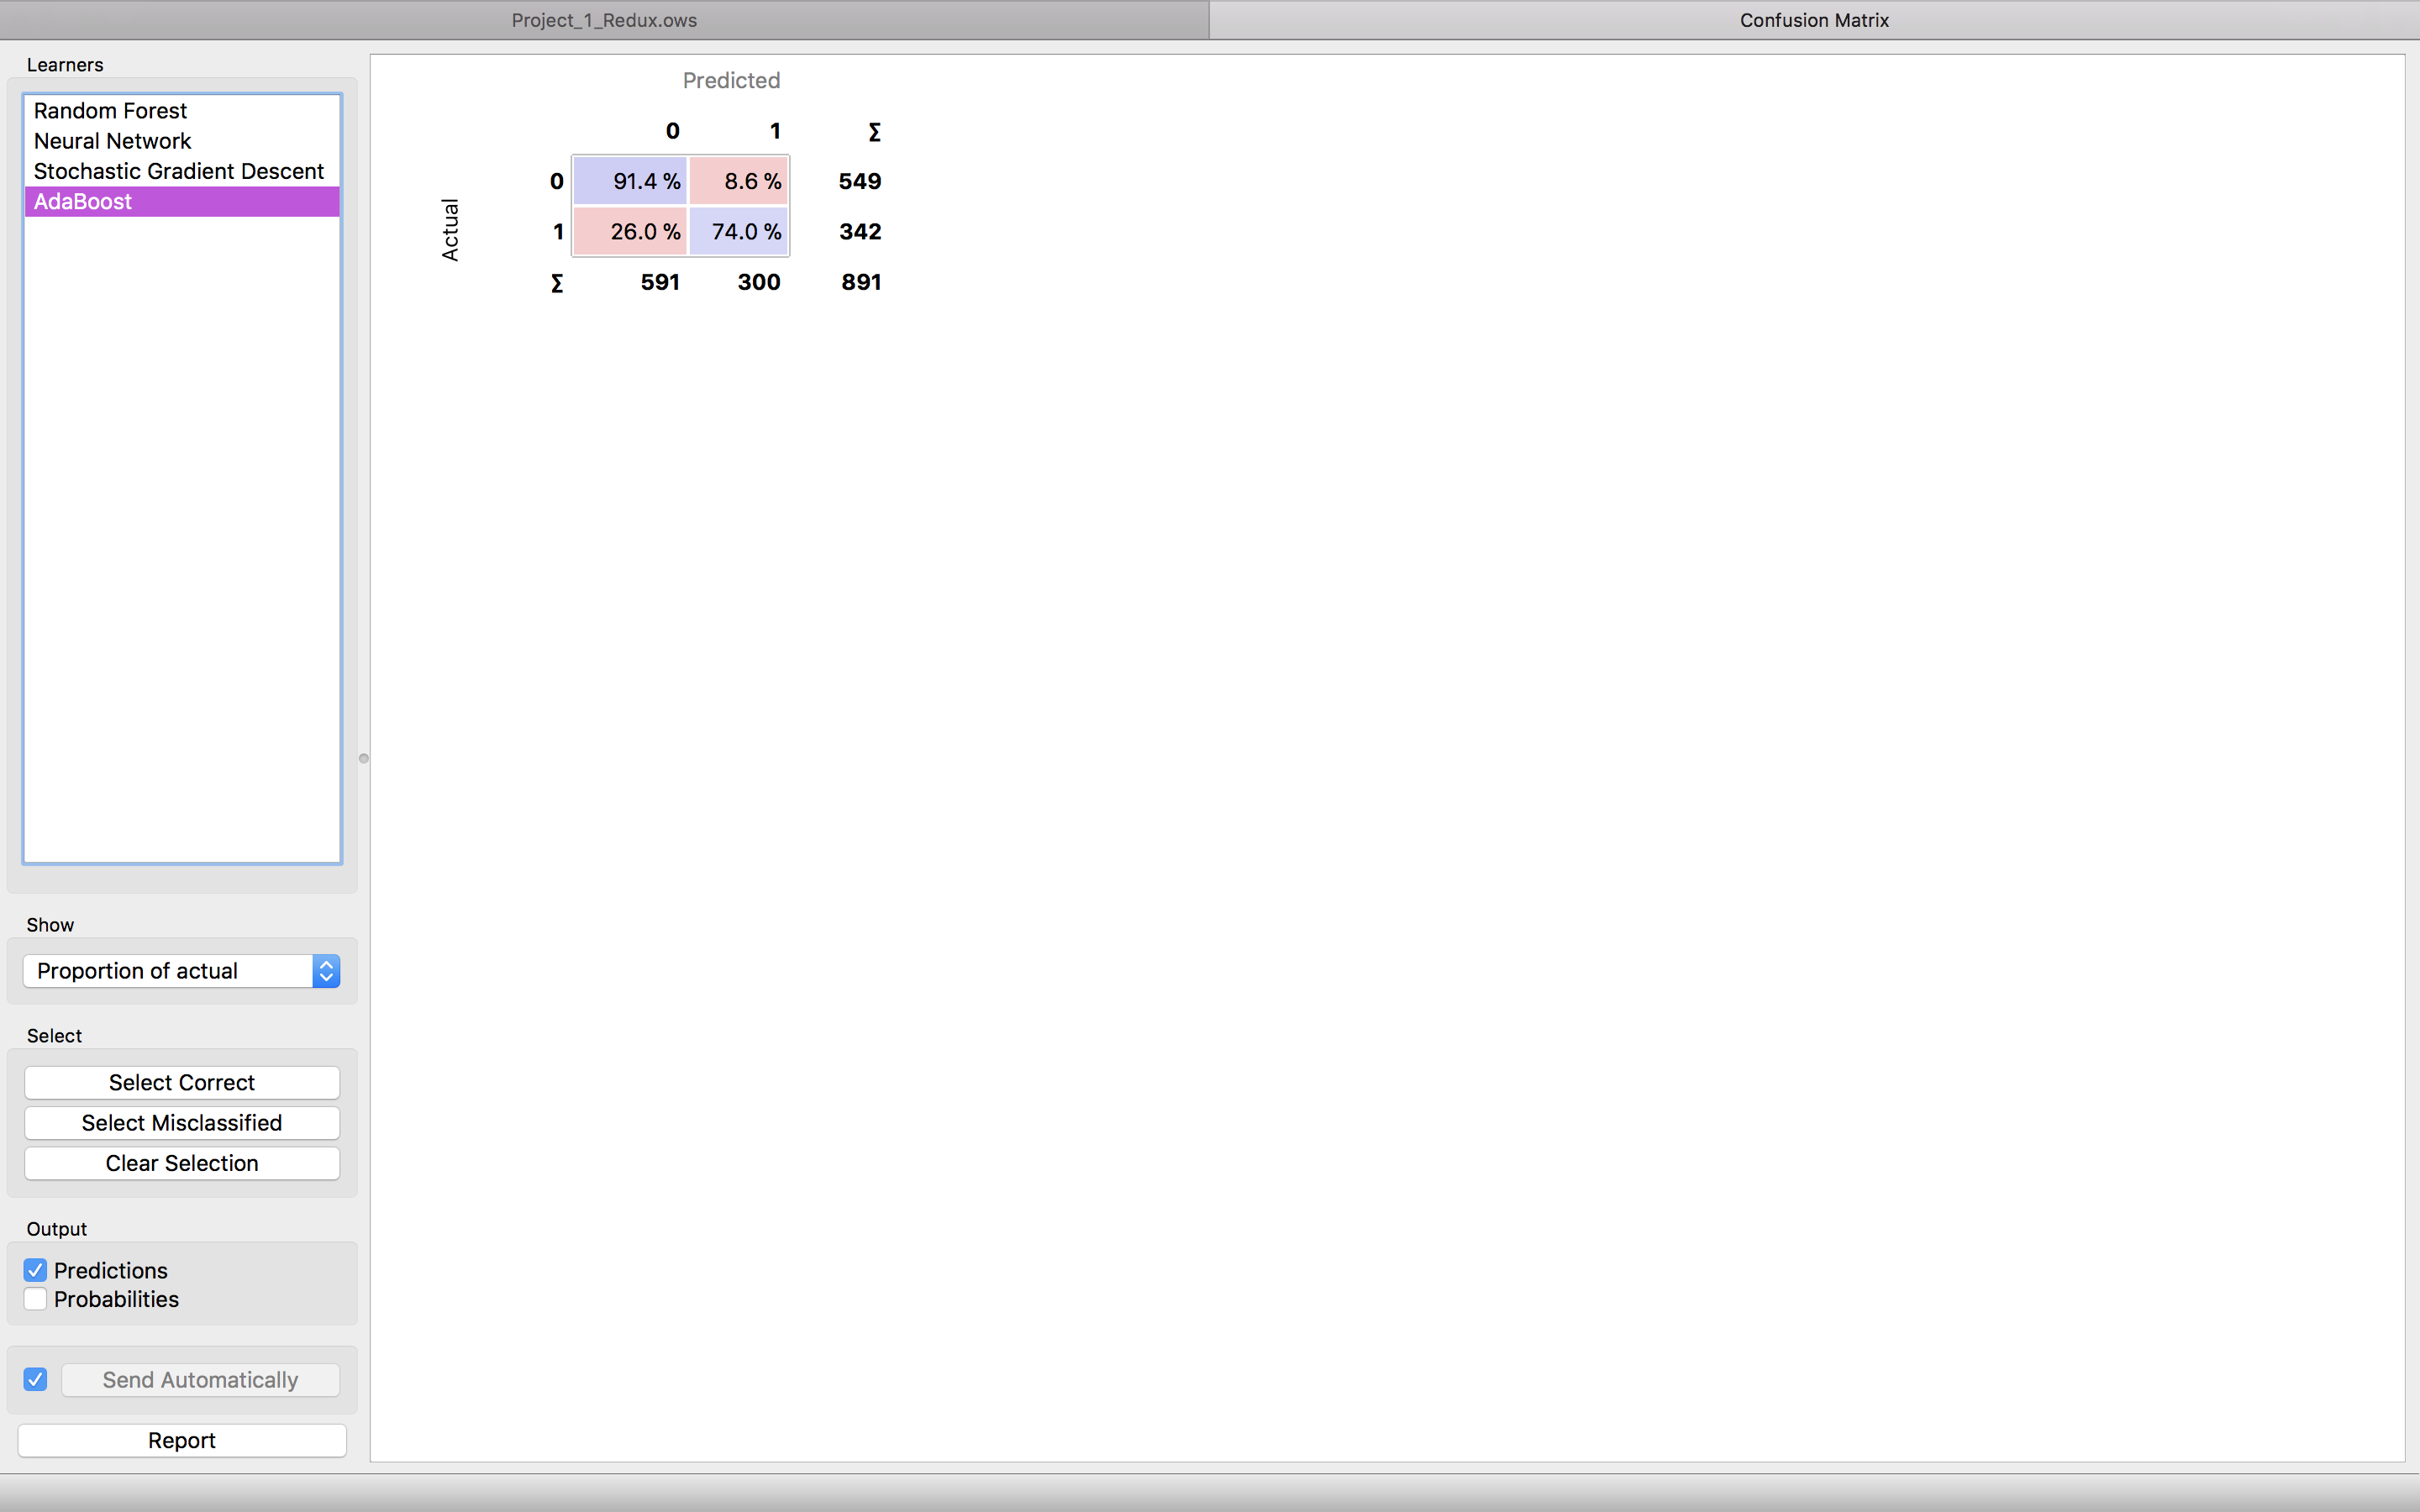 Project_1_Redux.ows
Confusion Matrix
Learners
Random Forest
Neural Network
Stochastic Gradient Descent
AdaBoost
Predicted
0 1 Σ
Actual
0 91.4 % 8.6 % 549
1 26.0 % 74.0 % 342
Σ 591 300 891
Show
Proportion of actual
Select
Select Correct
Select Misclassified
Clear Selection
Output
Predictions
Probabilities
Send Automatically
Report